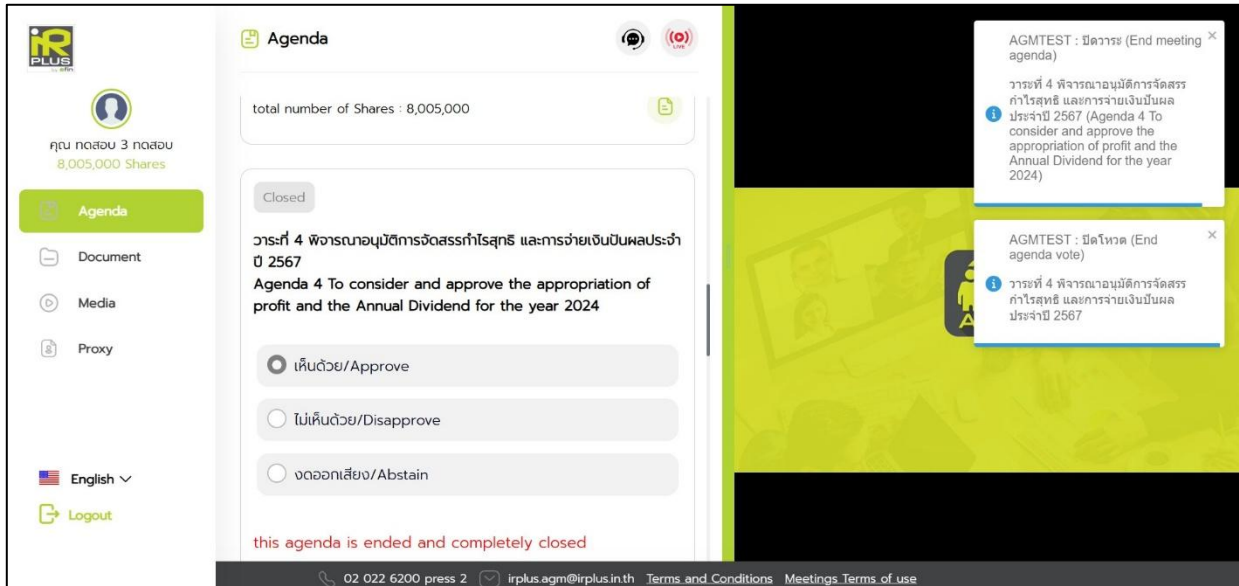 iR
PLUS
by efin
คุณ ทดสอบ 3 ทดสอบ
8,005,000 Shares
Agenda
Document
Media
Proxy
English
Logout
Agenda
LIVE
total number of Shares : 8,005,000
Closed
วาระที่ 4 พิจารณาอนุมัติการจัดสรรกำไรสุทธิ และการจ่ายเงินปันผลประจำ
ปี 2567
Agenda 4 To consider and approve the appropriation of
profit and the Annual Dividend for the year 2024
เห็นด้วย/Approve
ไม่เห็นด้วย/Disapprove
งดออกเสียง/Abstain
this agenda is ended and completely closed
AGMTEST : ปิดวาระ (End meeting
agenda)
วาระที่ 4 พิจารณาอนุมัติการจัดสรร
กำไรสุทธิ และการจ่ายเงินปันผล
ประจำปี 2567 (Agenda 4 To
consider and approve the
appropriation of profit and the
Annual Dividend for the year
2024)
AGMTEST : ปิดโหวต (End
agenda vote)
วาระที่ 4 พิจารณาอนุมัติการจัดสรร
กำไรสุทธิ และการจ่ายเงินปันผล
ประจำปี 2567
02 022 6200 press 2 irplus.agm@irplus.in.th Terms and Conditions Meetings Terms of use